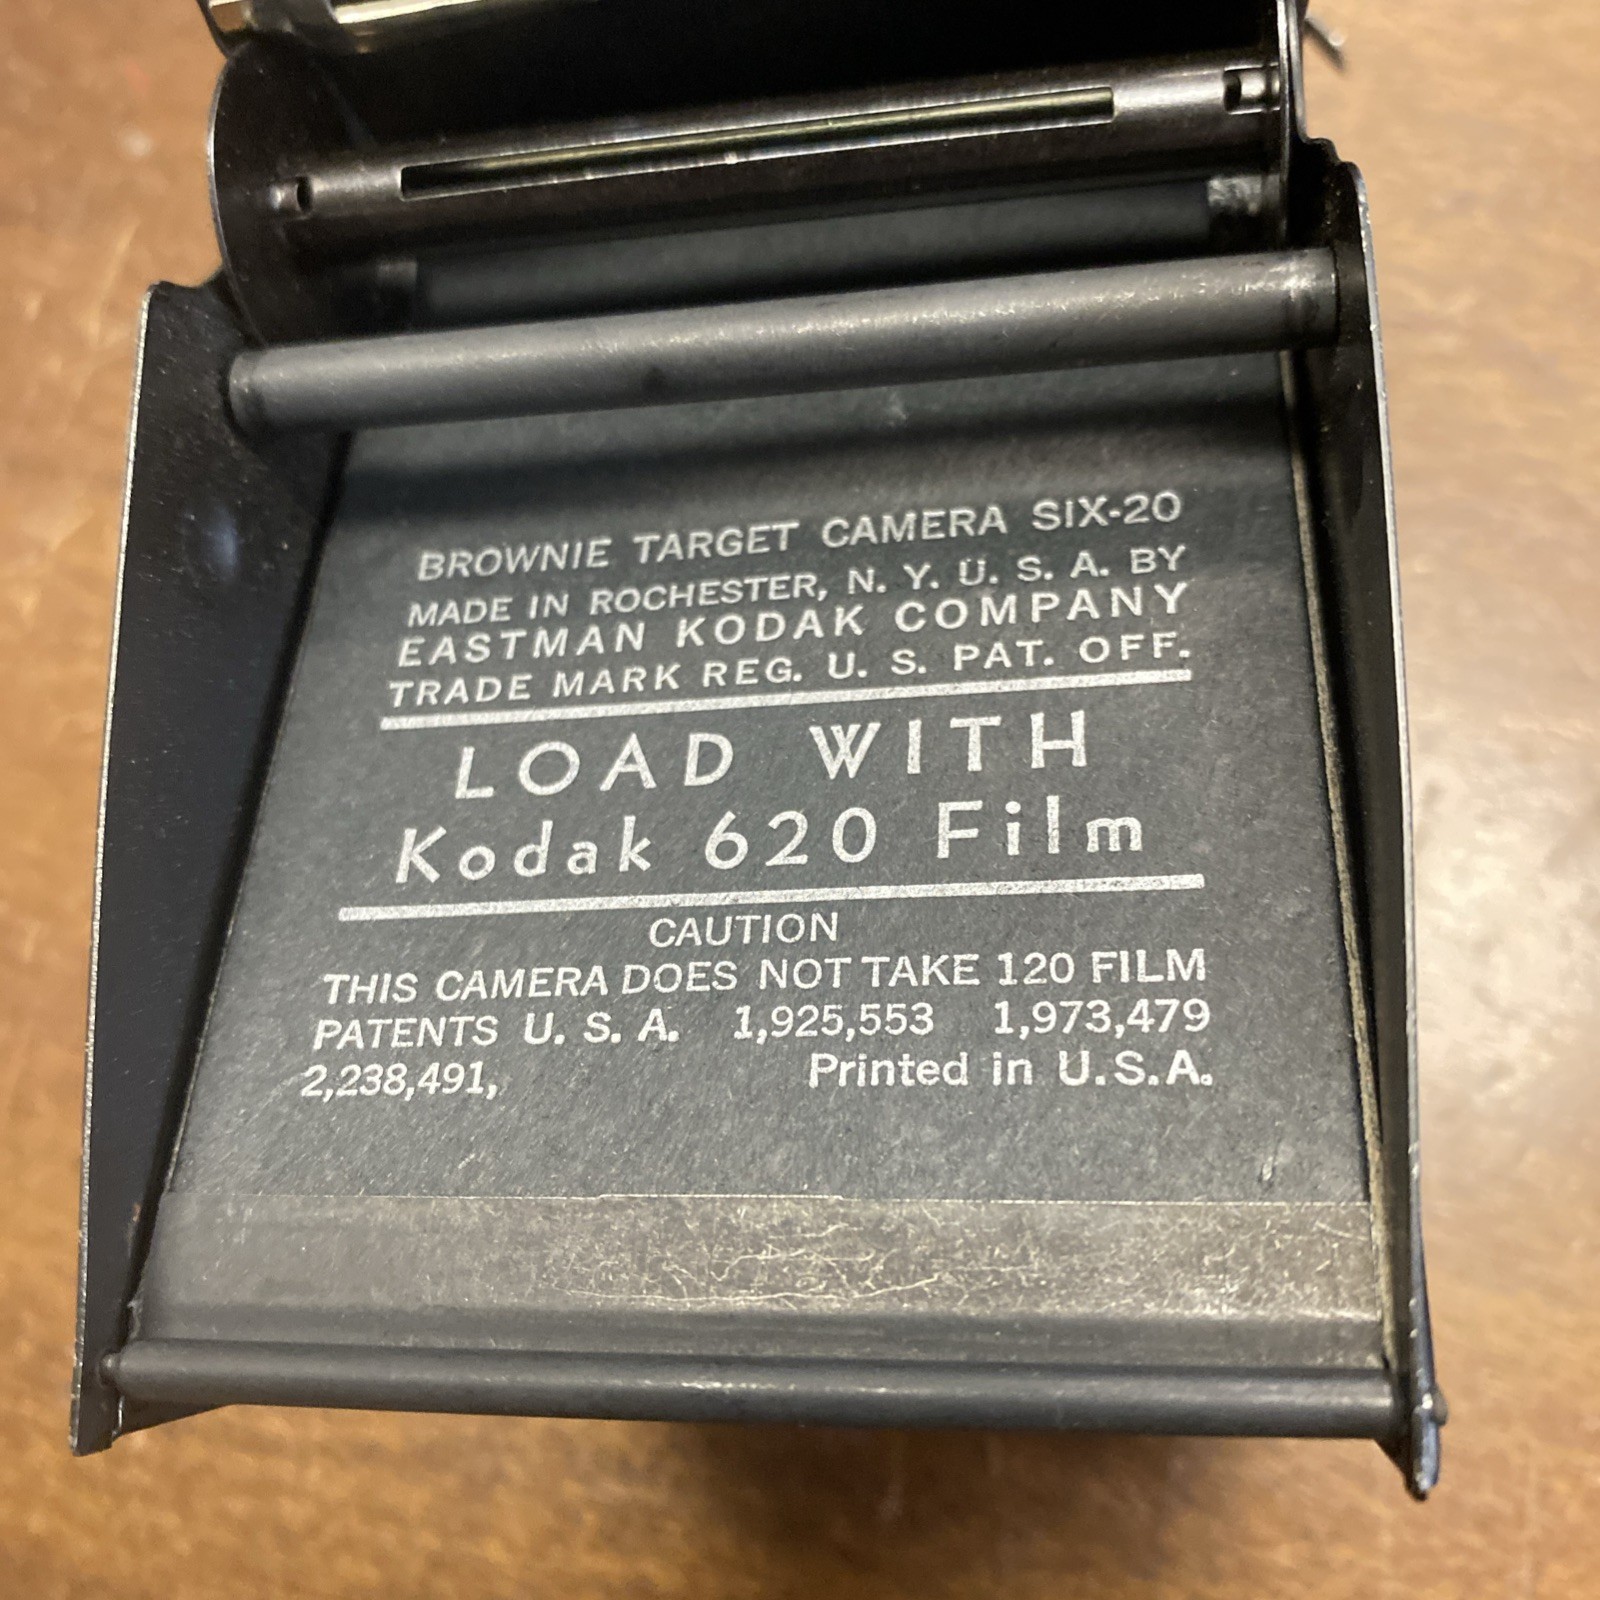 BROWNIE TARGET CAMERA SIX-20
MADE IN ROCHESTER, N. Y. U. S. A. BY
EASTMAN KODAK COMPANY
TRADE MARK REG. U. S. PAT. OFF.
LOAD WITH
Kodak 620 Film
CAUTION
THIS CAMERA DOES NOT TAKE 120 FILM
PATENTS U. S. A. 1,925,553 1,973,479
2,238,491, Printed in U.S.A.